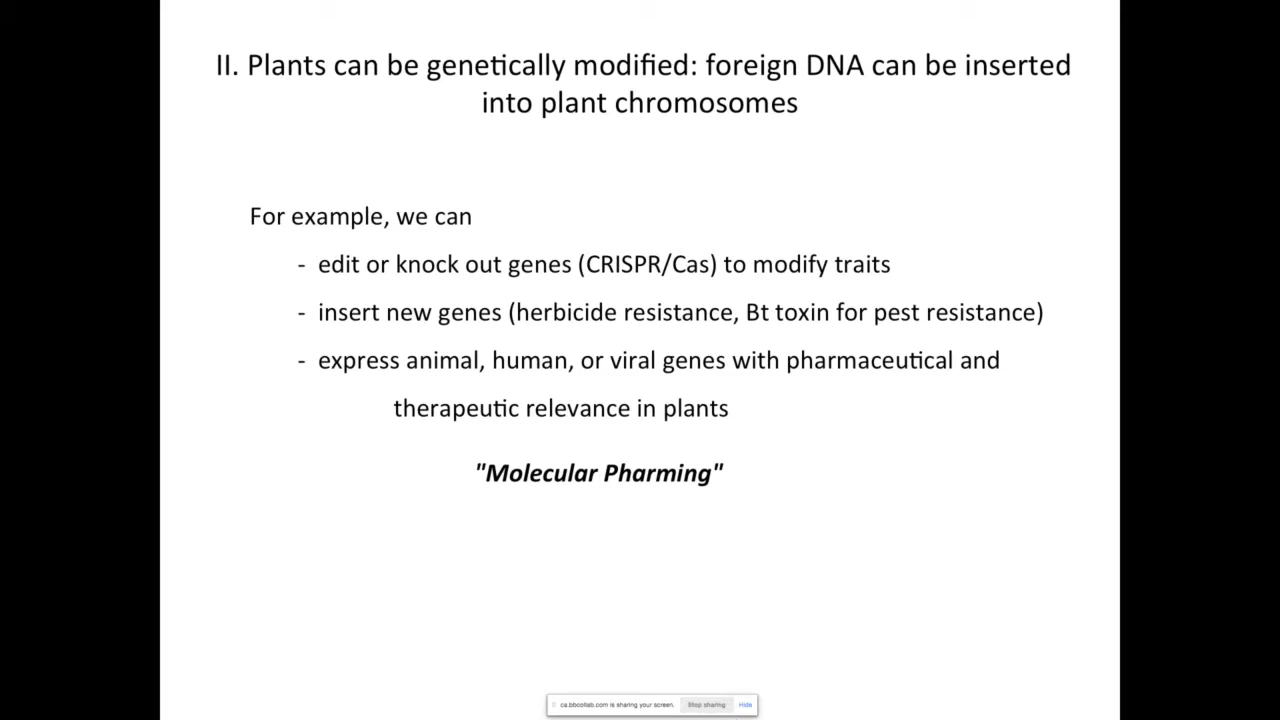 II. Plants can be genetically modified: foreign DNA can be inserted
into plant chromosomes
For example, we can
- edit or knock out genes (CRISPR/Cas) to modify traits
- insert new genes (herbicide resistance, Bt toxin for pest resistance)
- express animal, human, or viral genes with pharmaceutical and
therapeutic relevance in plants
"Molecular Pharming"
ca.bbcollab.com is sharing your screen. Stop sharing Hide